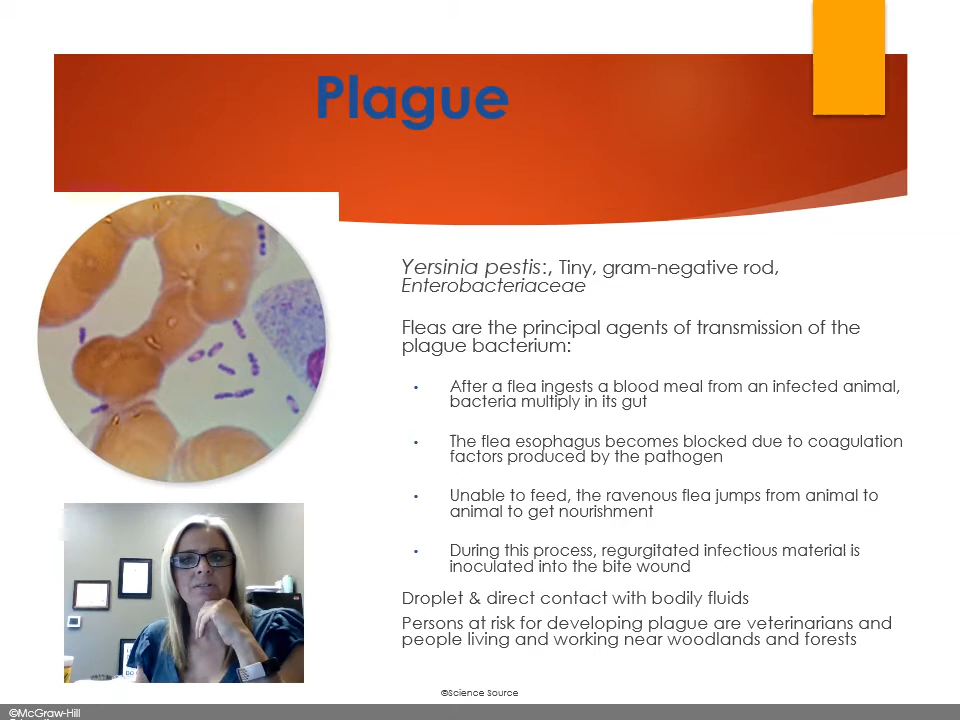 Plague
Yersinia pestis:, Tiny, gram-negative rod,
Enterobacteriaceae
Fleas are the principal agents of transmission of the
plague bacterium:
• After a flea ingests a blood meal from an infected animal,
bacteria multiply in its gut
• The flea esophagus becomes blocked due to coagulation
factors produced by the pathogen
• Unable to feed, the ravenous flea jumps from animal to
animal to get nourishment
• During this process, regurgitated infectious material is
inoculated into the bite wound
Droplet & direct contact with bodily fluids
Persons at risk for developing plague are veterinarians and
people living and working near woodlands and forests
©Science Source
©McGraw-Hill